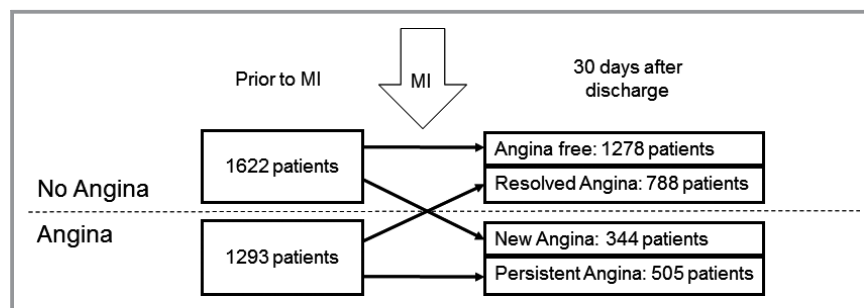 Prior to MI
MI
30 days after
discharge
1622 patients
Angina free: 1278 patients
Resolved Angina: 788 patients
No Angina
Angina
1293 patients
New Angina: 344 patients
Persistent Angina: 505 patients